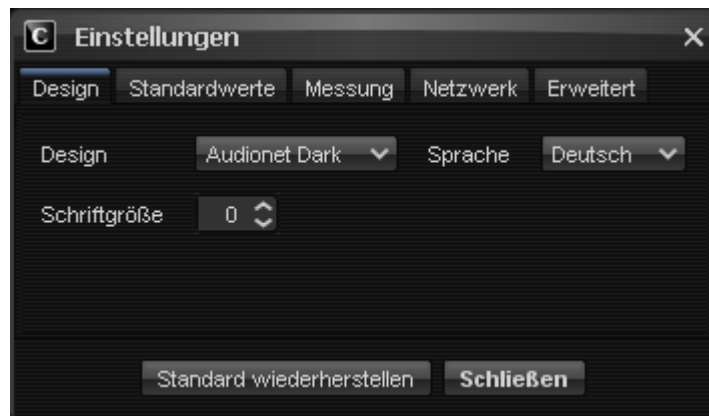 C Einstellungen
Design Standardwerte Messung Netzwerk Erweitert
Design Audionet Dark Sprache Deutsch
Schriftgröße 0
Standard wiederherstellen Schließen